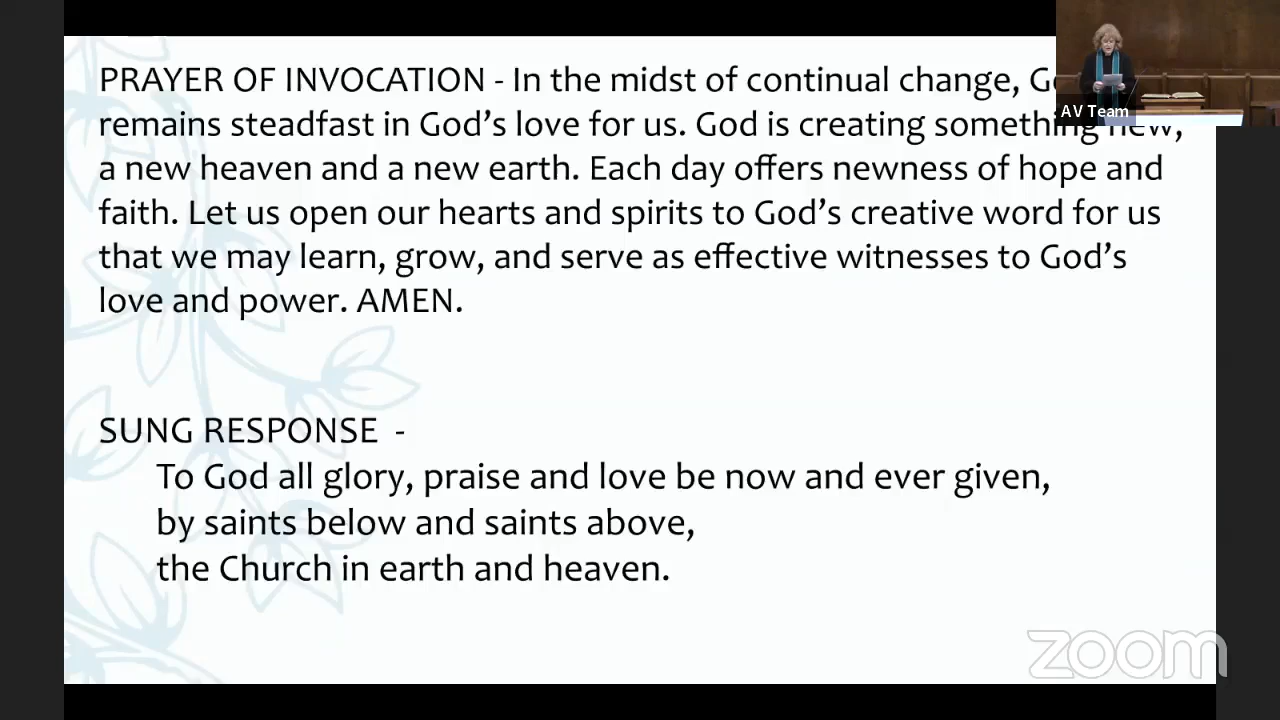 PRAYER OF INVOCATION - In the midst of continual change,
remains steadfast in God's love for us. God is creating something new,
a new heaven and a new earth. Each day offers newness of hope and
faith. Let us open our hearts and spirits to God's creative word for us
that we may learn, grow, and serve as effective witnesses to God's
love and power. AMEN.
SUNG RESPONSE -
To God all glory, praise and love be now and ever given,
by saints below and saints above,
the Church in earth and heaven.
AV Team
zoom